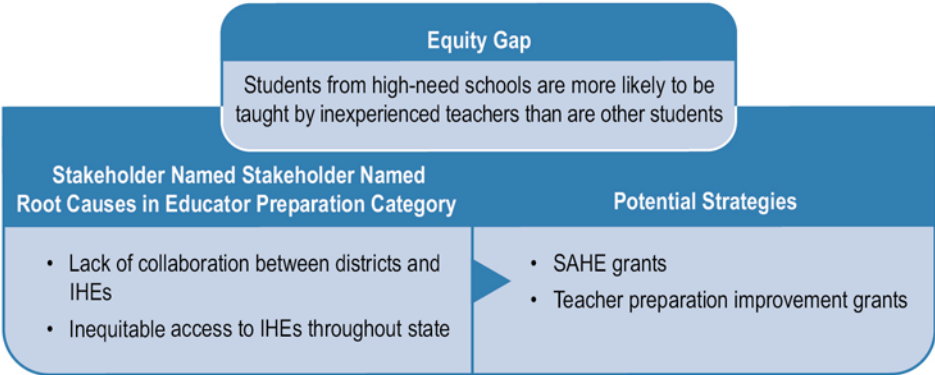 Equity Gap
Students from high-need schools are more likely to be
taught by inexperienced teachers than are other students
Stakeholder Named Stakeholder Named
Root Causes in Educator Preparation Category
• Lack of collaboration between districts and
IHEs
• Inequitable access to IHEs throughout state
Potential Strategies
• SAHE grants
• Teacher preparation improvement grants